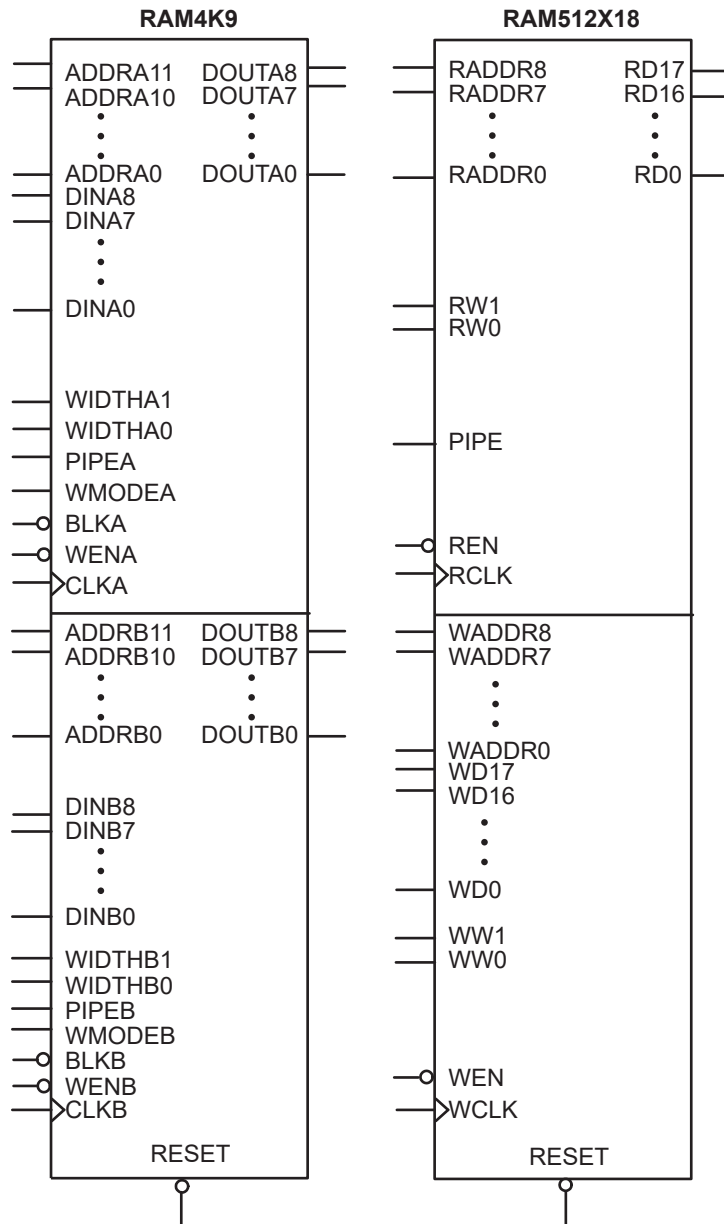 RAM4K9
ADDRA11 DOUTA8
ADDRA10 DOUTA7
ADDRA0 DOUTA0
DINA8
DINA7
DINA0
WIDTHA1
WIDTHA0
PIPEA
WMODEA
BLKA
WENA
CLKA
ADDRB11 DOUTB8
ADDRB10 DOUTB7
ADDRB0 DOUTB0
DINB8
DINB7
DINB0
WIDTHB1
WIDTHB0
PIPEB
WMODEB
BLKB
WENB
CLKB
RESET
RAM512X18
RADDR8 RD17
RADDR7 RD16
RADDR0 RD0
RW1
RW0
PIPE
REN
RCLK
WADDR8
WADDR7
WADDR0
WD17
WD16
WD0
WW1
WW0
WEN
WCLK
RESET